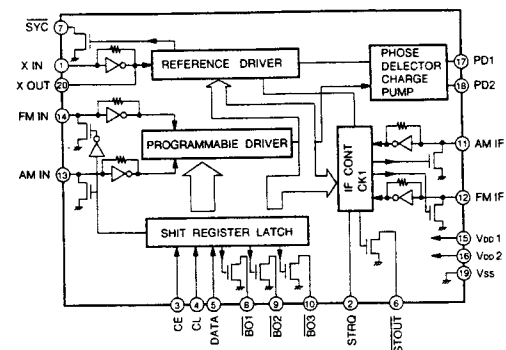 SYC
7
X IN
1
X OUT
20
FM IN
14
AM IN
13
REFERENCE DRIVER
PROGRAMMABIE DRIVER
SHIT REGISTER LATCH
PHOSE
DELECTOR
CHARGE
PUMP
IF CONT
CK1
17
PD1
18
PD2
11
AM IF
12
FM IF
15
VDD 1
16
VDD 2
19
VSS
3
4
5
8
9
10
2
6
CE
CL
DATA
BO1
BO2
BO3
STRQ
STOUT